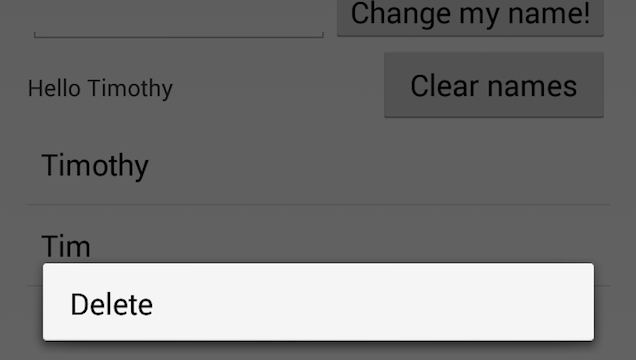 Change my name!
Hello Timothy
Clear names
Timothy
Tim
Delete